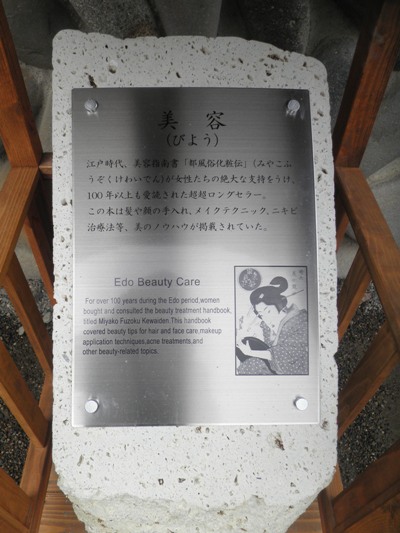 美容
(びよう)
江戸時代、美容指南書「都風俗化粧伝」(みやこふ
うぞくけわいでん)が女性たちの絶大な支持をうけ、
100年以上も愛読された超超ロングセラー。
この本は髪や顔の手入れ、メイクテクニック、ニキビ
治療法等、美のノウハウが掲載されていた。
Edo Beauty Care
For over 100 years during the Edo period,women
bought and consulted the beauty treatment handbook,
titled Miyako Fuzoku Kewaiden.This handbook
covered beauty tips for hair and face care,makeup
application techniques,acne treatments,and
other beauty-related topics.